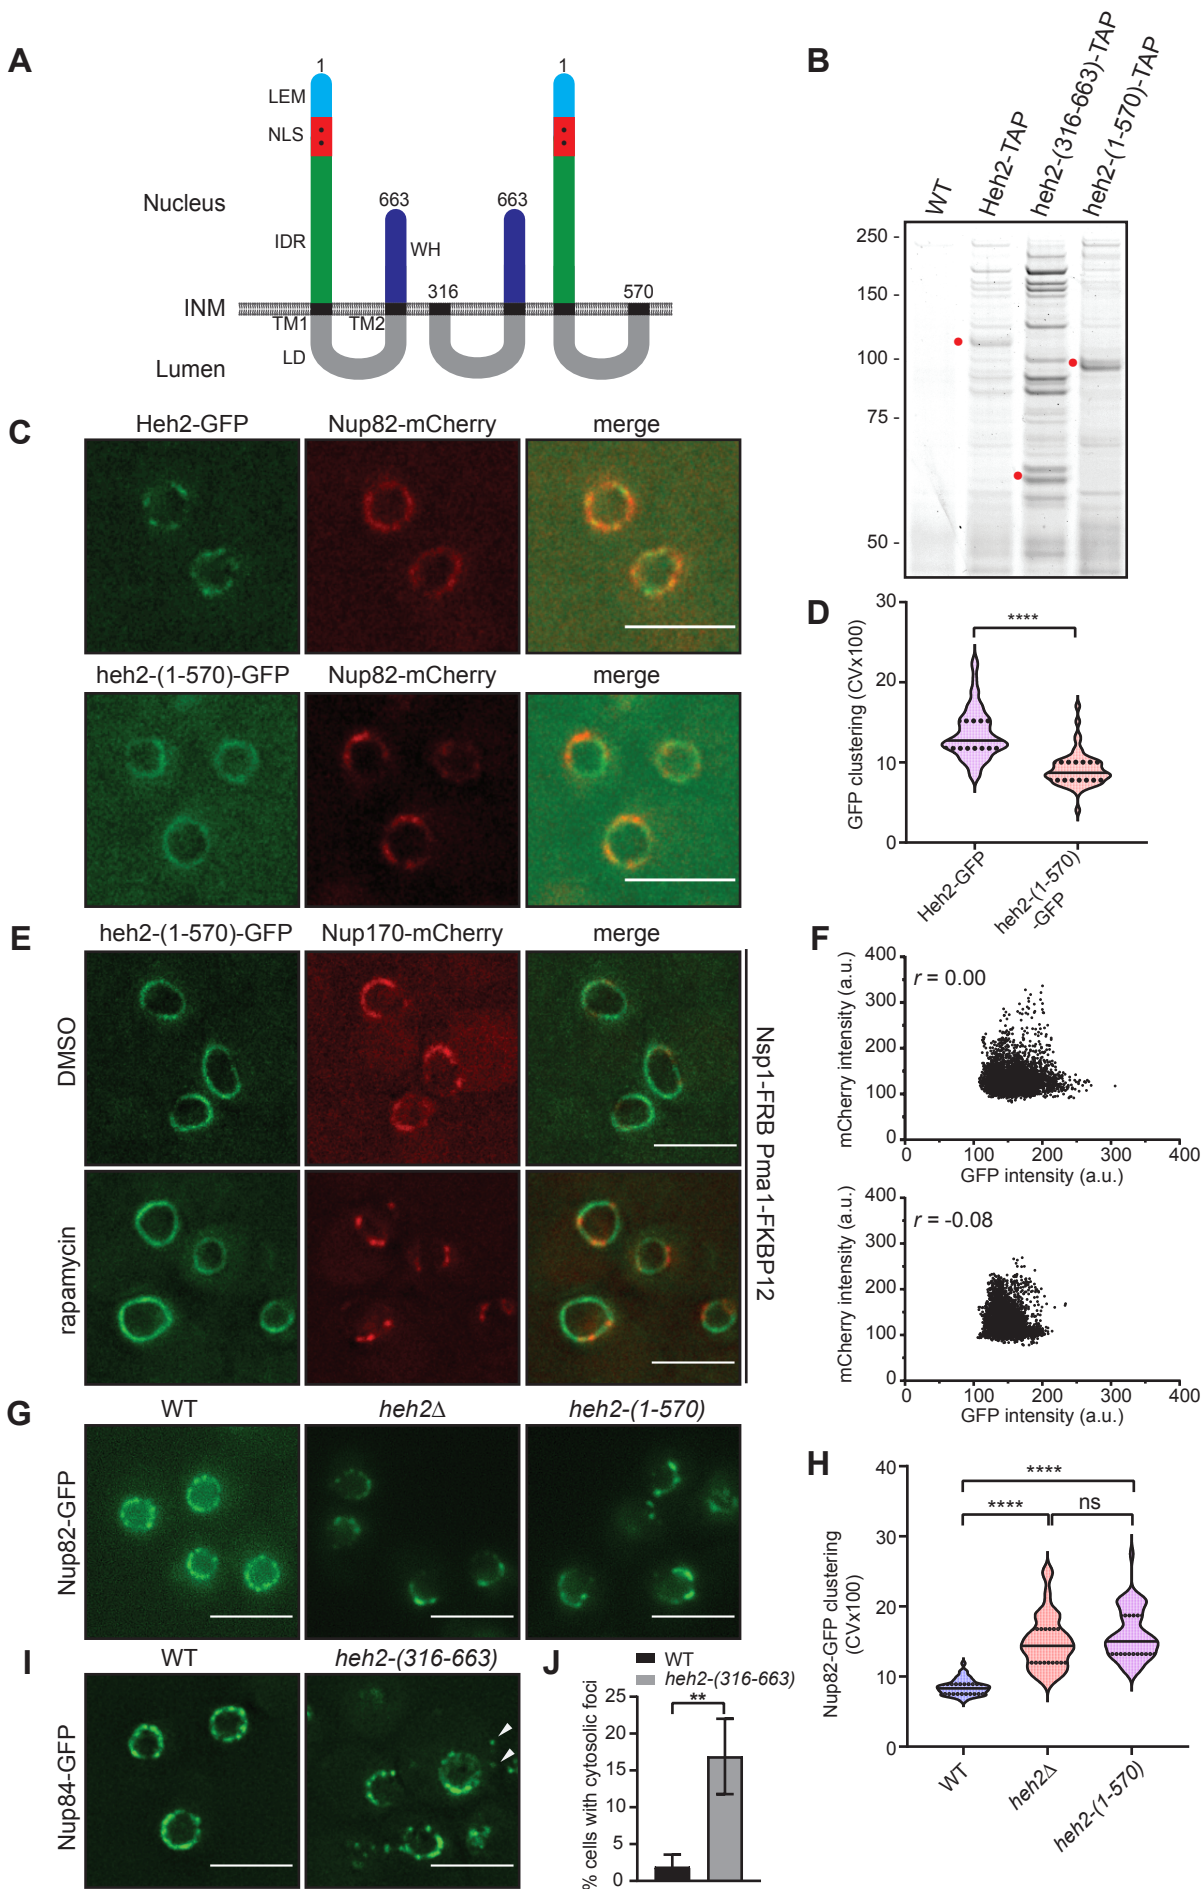 A
1
1
LEM
NLS
Nucleus
663
663
IDR
WH
316
570
INM
TM1
TM2
LD
Lumen
B
WT
Heh2-TAP
heh2-(316-663)-TAP
heh2-(1-570)-TAP
250 -
150 -
100 -
75 -
50 -
C
Heh2-GFP
Nup82-mCherry
merge
heh2-(1-570)-GFP
Nup82-mCherry
merge
D
GFP clustering (CVx100)
30
20
10
0
****
Heh2-GFP
heh2-(1-570)
-GFP
E
heh2-(1-570)-GFP
Nup170-mCherry
merge
DMSO
rapamycin
Nsp1-FRB Pma1-FKBP12
F
mCherry intensity (a.u.)
400
300
200
100
0
r = 0.00
0 100 200 300 400
GFP intensity (a.u.)
mCherry intensity (a.u.)
400
300
200
100
0
r = -0.08
0 100 200 300 400
GFP intensity (a.u.)
G
WT
heh2Δ
heh2-(1-570)
Nup82-GFP
H
Nup82-GFP clustering
(CVx100)
40
30
20
10
0
****
****
ns
WT
heh2Δ
heh2-(1-570)
I
WT
heh2-(316-663)
Nup84-GFP
J
WT
heh2-(316-663)
% cells with cytosolic foci
25
20
15
10
5
0
**